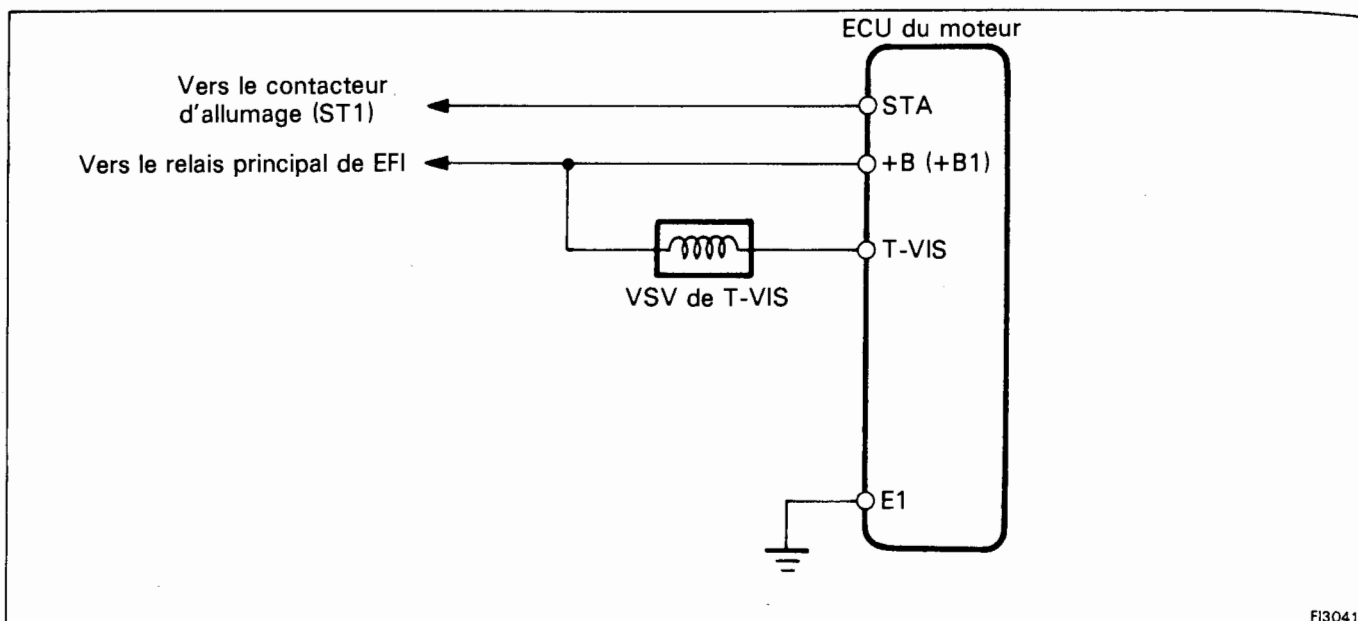 ECU du moteur
Vers le contacteur
d'allumage (ST1)
STA
Vers le relais principal de EFI
+B (+B1)
T-VIS
VSV de T-VIS
E1
FI3041